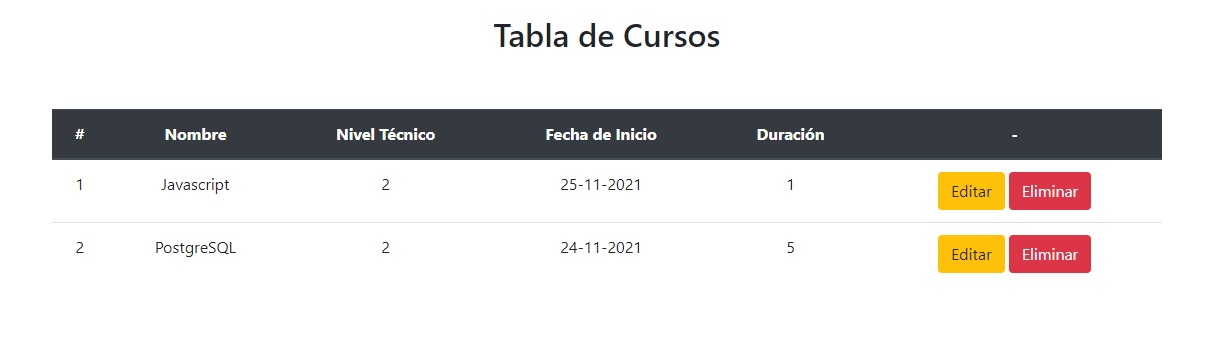 Tabla de Cursos
# Nombre Nivel Técnico Fecha de Inicio Duración -
1 Javascript 2 25-11-2021 1 Editar Eliminar
2 PostgreSQL 2 24-11-2021 5 Editar Eliminar